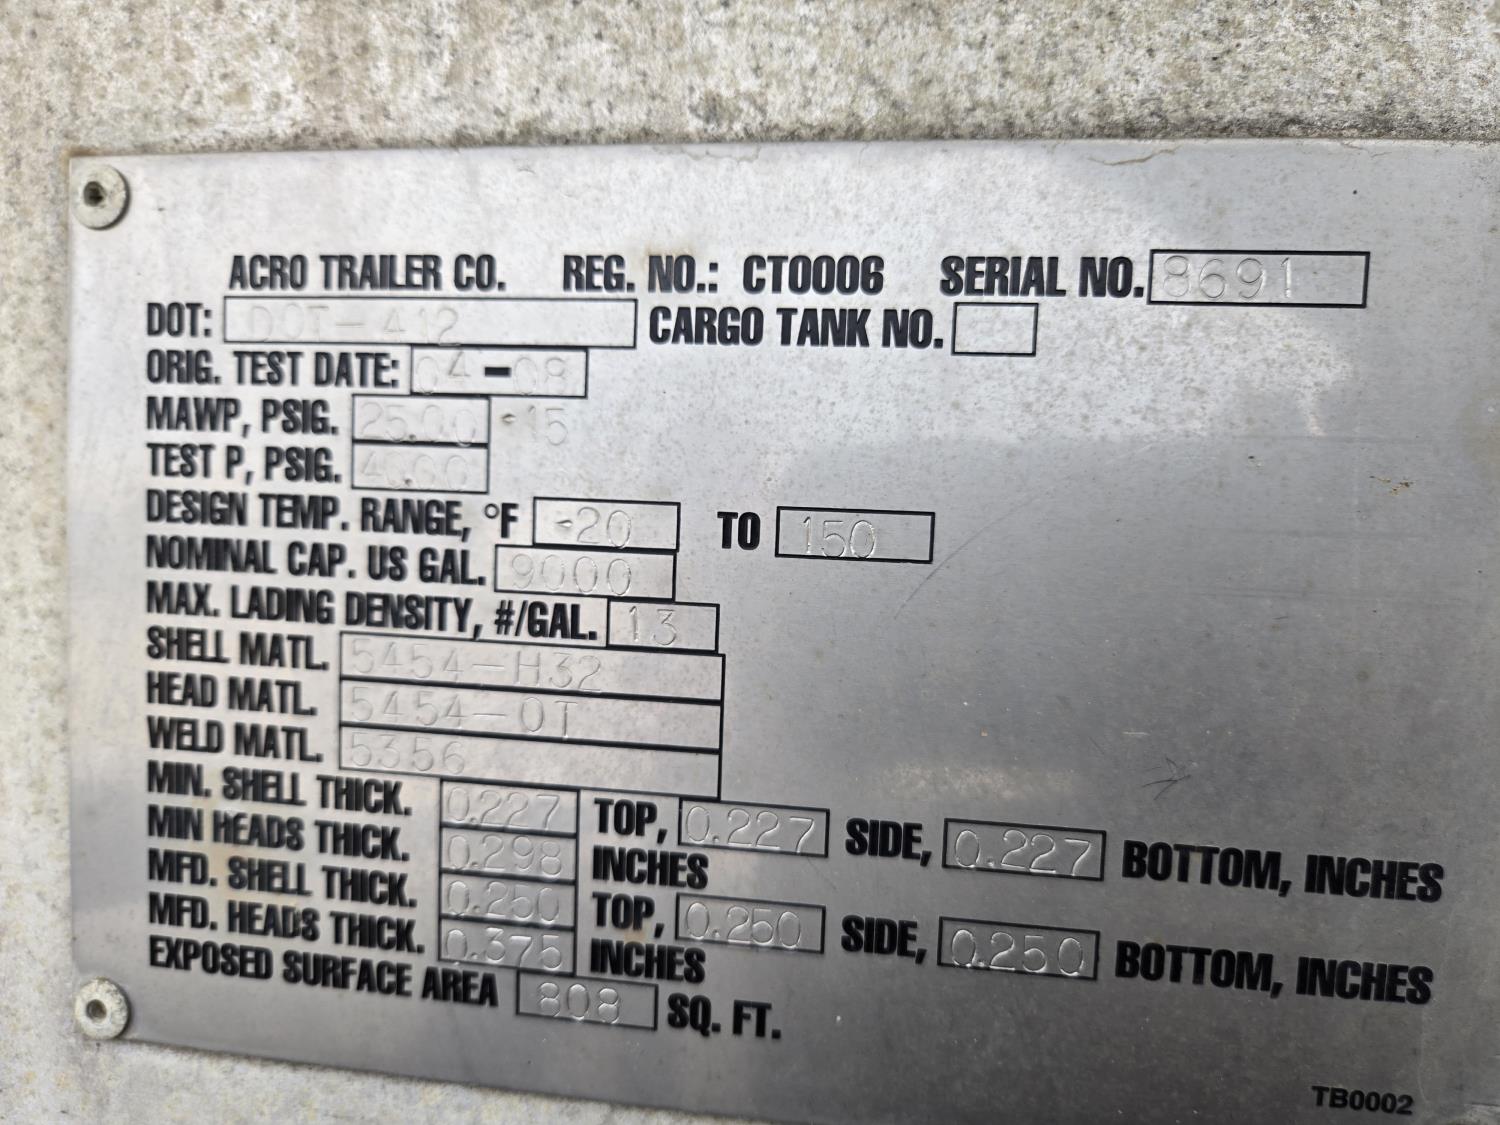 ACRO TRAILER CO. REG. NO.: CT0006 SERIAL NO. 8691
DOT: DOT-412 CARGO TANK NO.
ORIG. TEST DATE: 04-08
MAWP, PSIG. 25.00 -15
TEST P, PSIG. 40.00
DESIGN TEMP. RANGE, °F -20 TO 150
NOMINAL CAP. US GAL. 9000
MAX. LADING DENSITY, #/GAL. 13
SHELL MATL. 5454-H32
HEAD MATL. 5454-0T
WELD MATL. 5356
MIN. SHELL THICK. 0.227 TOP, 0.227 SIDE, 0.227 BOTTOM, INCHES
MIN HEADS THICK. 0.298 INCHES
MFD. SHELL THICK. 0.250 TOP, 0.250 SIDE, 0.250 BOTTOM, INCHES
MFD. HEADS THICK. 0.375 INCHES
EXPOSED SURFACE AREA 808 SQ. FT.
TB0002